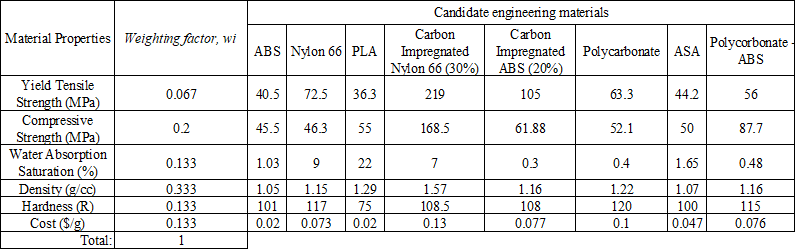 Material Properties Weighting factor, wi Candidate engineering materials
ABS Nylon 66 PLA Carbon Impregnated Nylon 66 (30%) Carbon Impregnated ABS (20%) Polycarbonate ASA Polycorbonate - ABS
Yield Tensile Strength (MPa) 0.067 40.5 72.5 36.3 219 105 63.3 44.2 56
Compressive Strength (MPa) 0.2 45.5 46.3 55 168.5 61.88 52.1 50 87.7
Water Absorption Saturation (%) 0.133 1.03 9 22 7 0.3 0.4 1.65 0.48
Density (g/cc) 0.333 1.05 1.15 1.29 1.57 1.16 1.22 1.07 1.16
Hardness (R) 0.133 101 117 75 108.5 108 120 100 115
Cost ($/g) 0.133 0.02 0.073 0.02 0.13 0.077 0.1 0.047 0.076
Total: 1